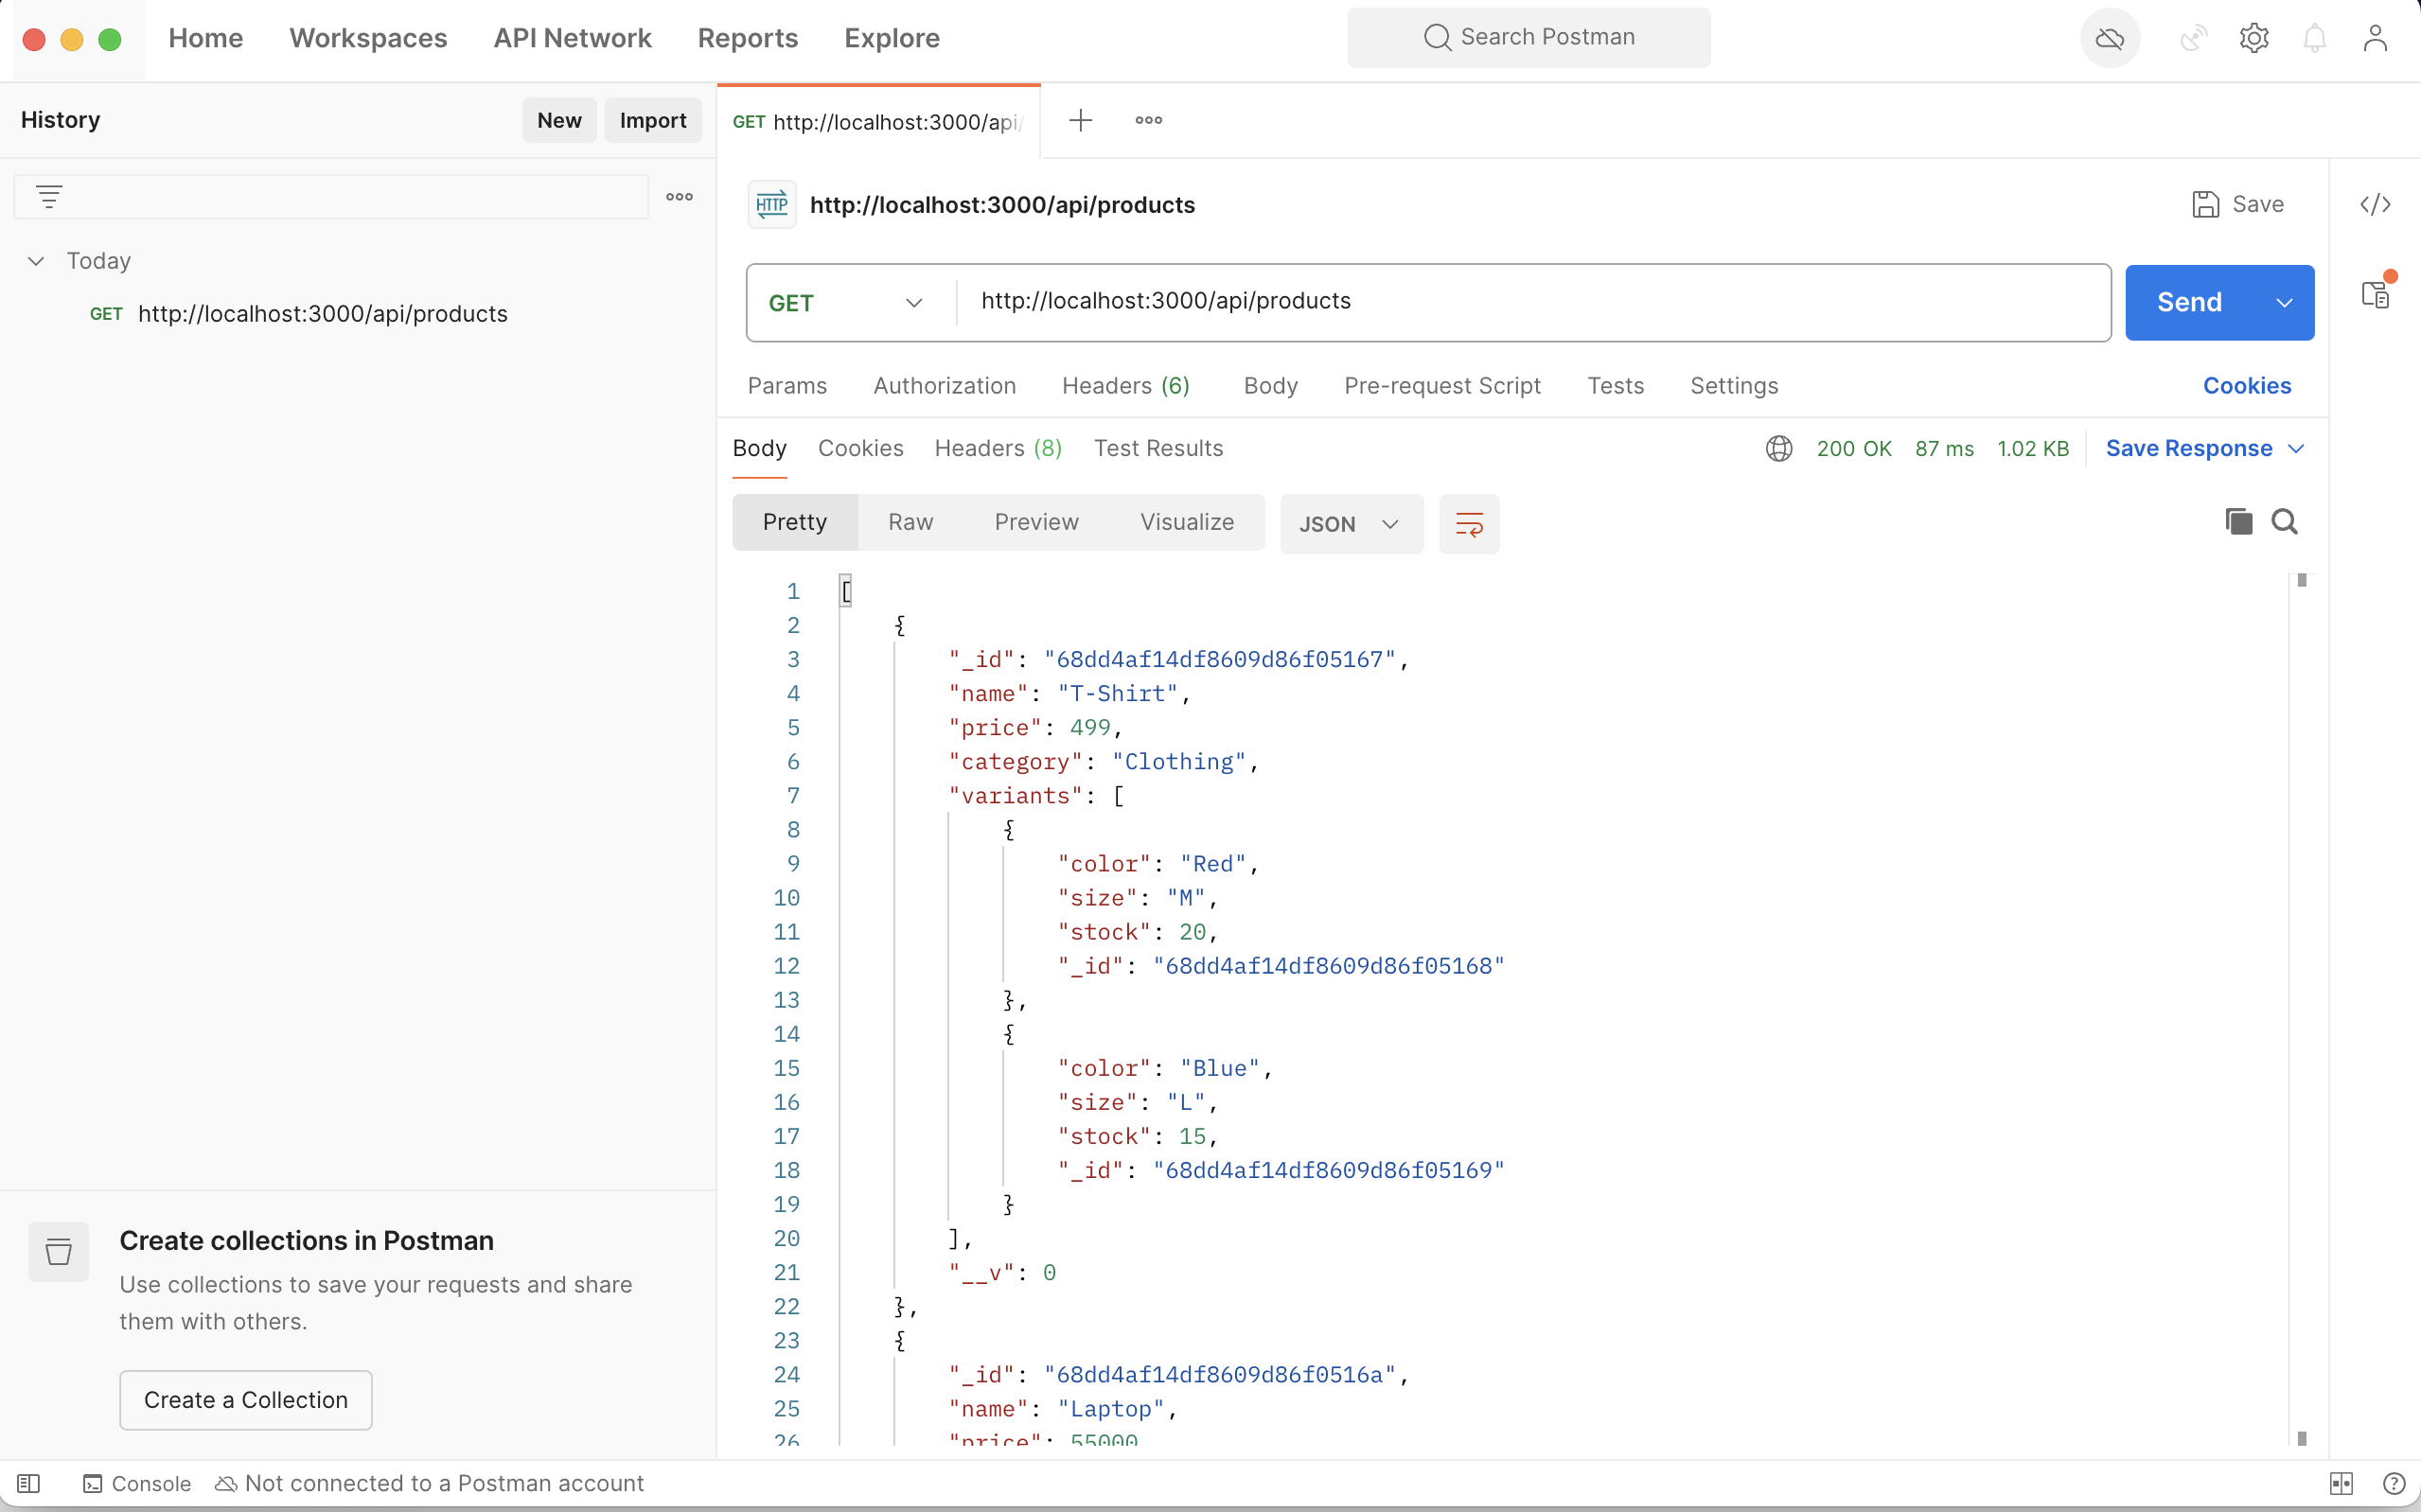 Home Workspaces API Network Reports Explore
Search Postman
History New Import
GET http://localhost:3000/api/
Today
GET http://localhost:3000/api/products
Create collections in Postman
Use collections to save your requests and share
them with others.
Create a Collection
HTTP http://localhost:3000/api/products
Save
GET http://localhost:3000/api/products
Send
Params Authorization Headers (6) Body Pre-request Script Tests Settings
Cookies
Body Cookies Headers (8) Test Results
200 OK 87 ms 1.02 KB Save Response
Pretty Raw Preview Visualize JSON
1 [
2 {
3 "_id": "68dd4af14df8609d86f05167",
4 "name": "T-Shirt",
5 "price": 499,
6 "category": "Clothing",
7 "variants": [
8 {
9 "color": "Red",
10 "size": "M",
11 "stock": 20,
12 "_id": "68dd4af14df8609d86f05168"
13 },
14 {
15 "color": "Blue",
16 "size": "L",
17 "stock": 15,
18 "_id": "68dd4af14df8609d86f05169"
19 }
20 ],
21 "__v": 0
22 },
23 {
24 "_id": "68dd4af14df8609d86f0516a",
25 "name": "Laptop",
26 "price": 55000
Console Not connected to a Postman account